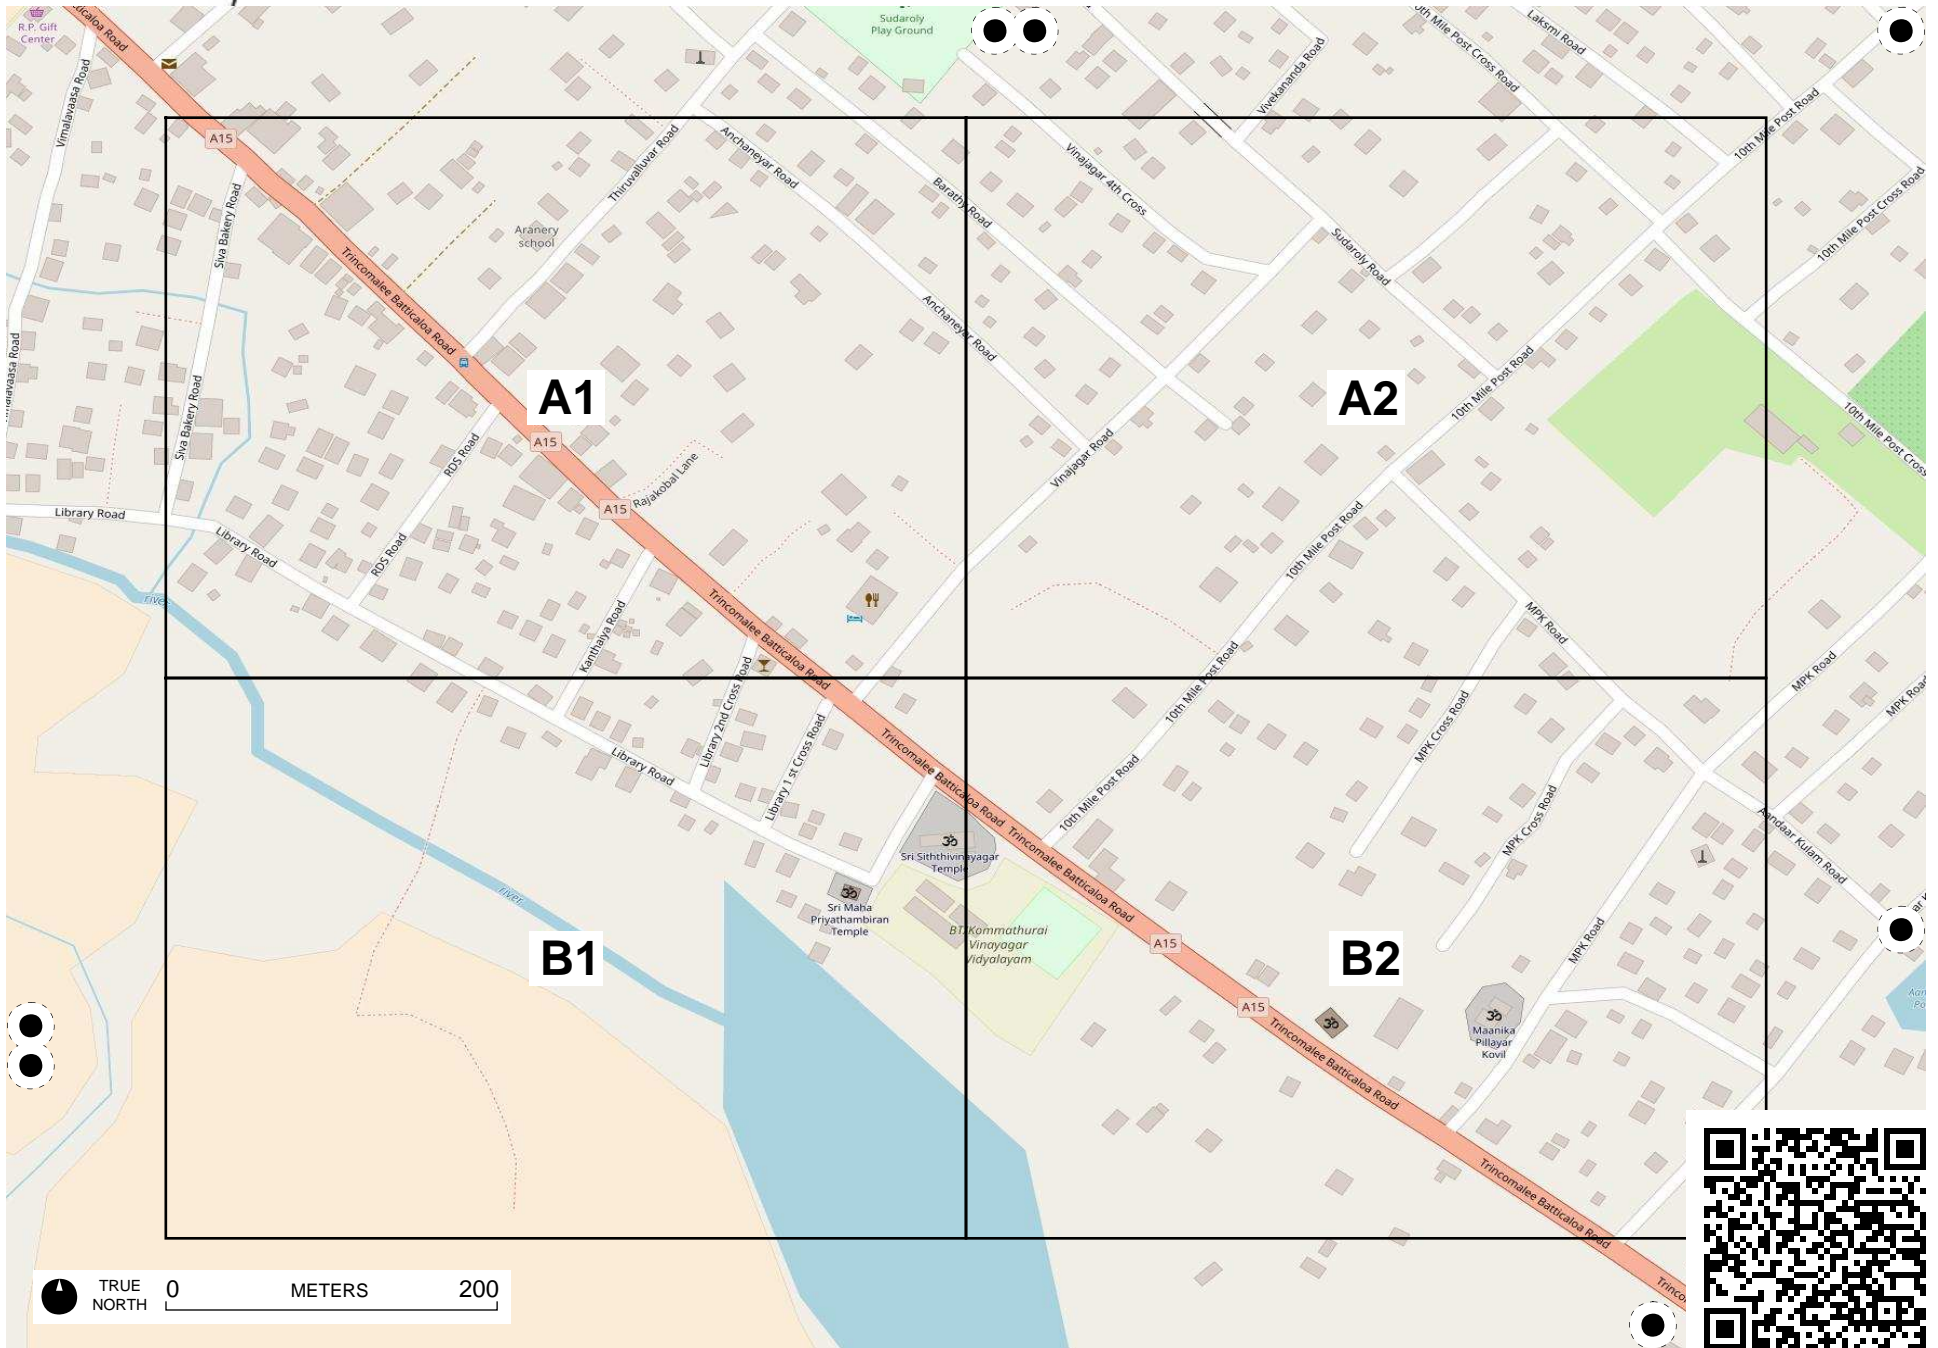 R.P. Gift
Center
Sudaroly
Play Ground
Laksmi Road
10th Mile Post Cross Road
Vivekananda Road
10th Mile Post Road
Vimalavaasa Road
A15
Siva Bakery Road
Thiruvalluvar Road
Anchaneyar Road
Barathy Road
Vinajagar 4th Cross
10th Mile Post Cross Road
Aranery
school
Trincomalee Batticaloa Road
Sudaroly Road
Anchaneyar Road
10th Mile Post Road
A1
A2
Siva Bakery Road
RDS Road
A15
Vinajagar Road
10th Mile Post Cross
Rajakobal Lane
A15
Library Road
Library Road
RDS Road
10th Mile Post Road
River
Kanthaiya Road
Trincomalee Batticaloa Road
MPK Road
10th Mile Post Road
MPK Road
MPK Road
Library 2nd Cross Road
Library 1 st Cross Road
Library Road
Trincomalee Batticaloa Road
MPK Cross Road
10th Mile Post Road
MPK Cross Road
Aandaar Kulam Road
Sri Siththivinayagar
Temple
Trincomalee Batticaloa Road
River
Sri Maha
Priyathambiran
Temple
BT/Kommathurai
Vinayagar
Vidyalayam
A15
MPK Road
B1
B2
A15
Maanika
Pillayar
Kovil
Trincomalee Batticaloa Road
Trincomalee Batticaloa Road
TRUE
NORTH
0 METERS 200